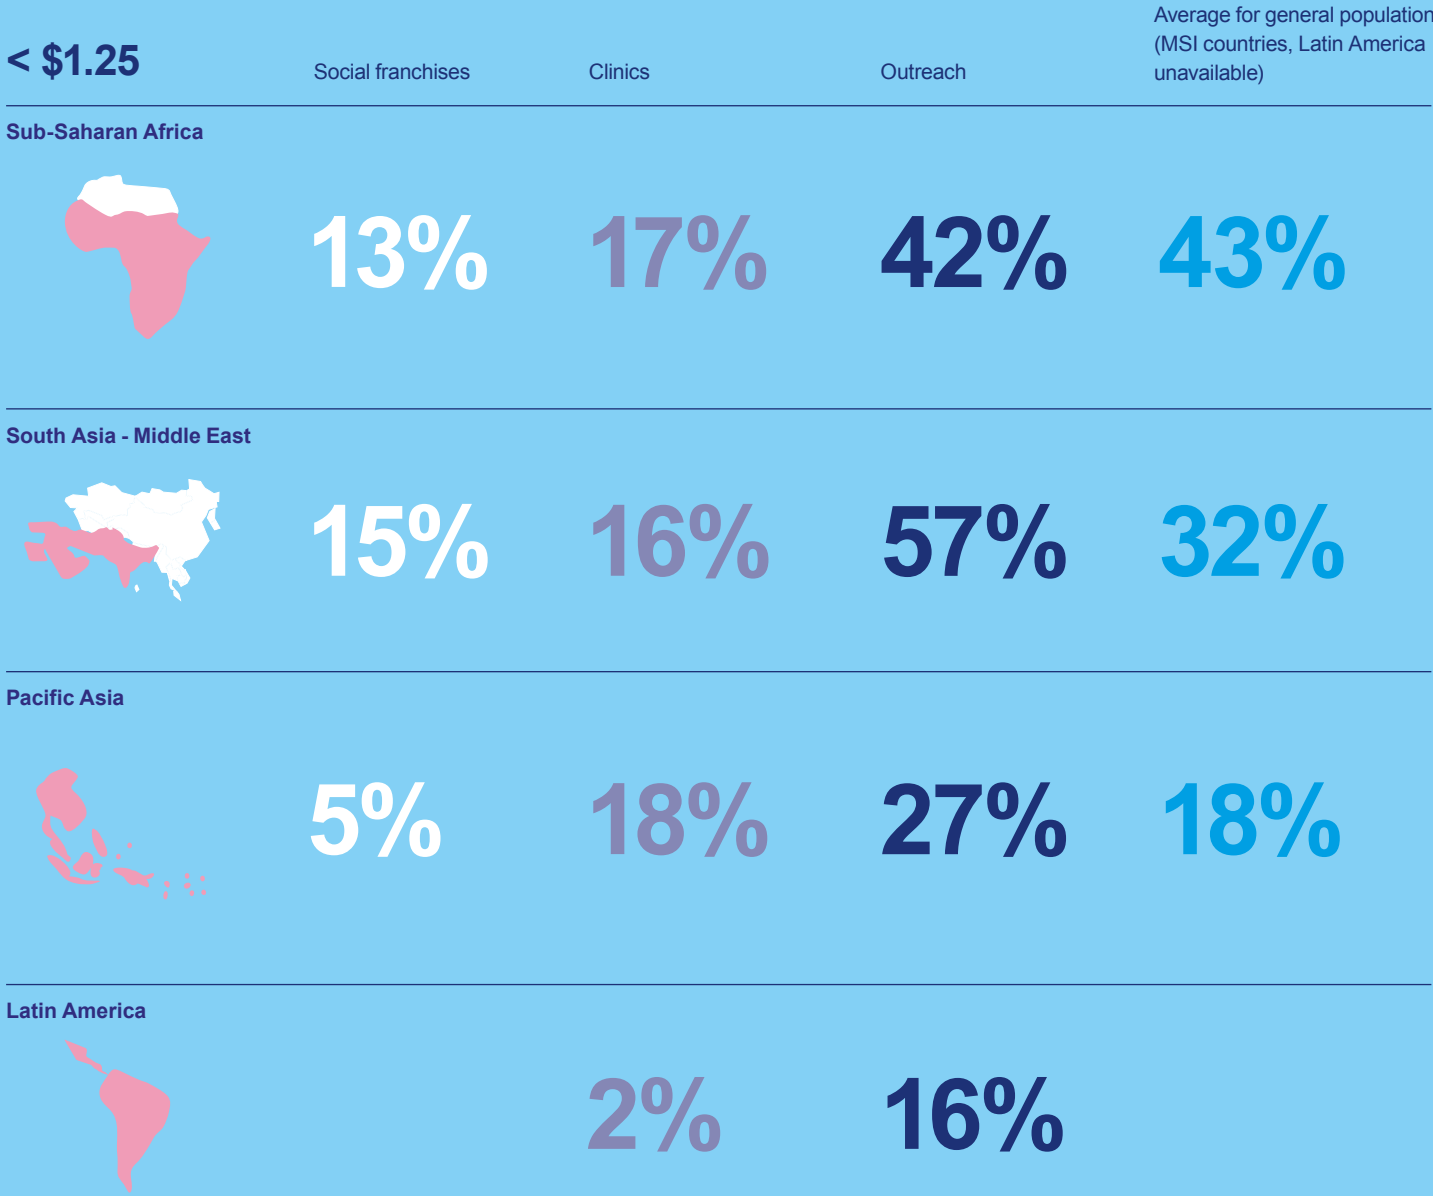 < $1.25
Social franchises
Clinics
Outreach
Average for general population
(MSI countries, Latin America
unavailable)
Sub-Saharan Africa
13% 17% 42% 43%
South Asia - Middle East
15% 16% 57% 32%
Pacific Asia
5% 18% 27% 18%
Latin America
2% 16%